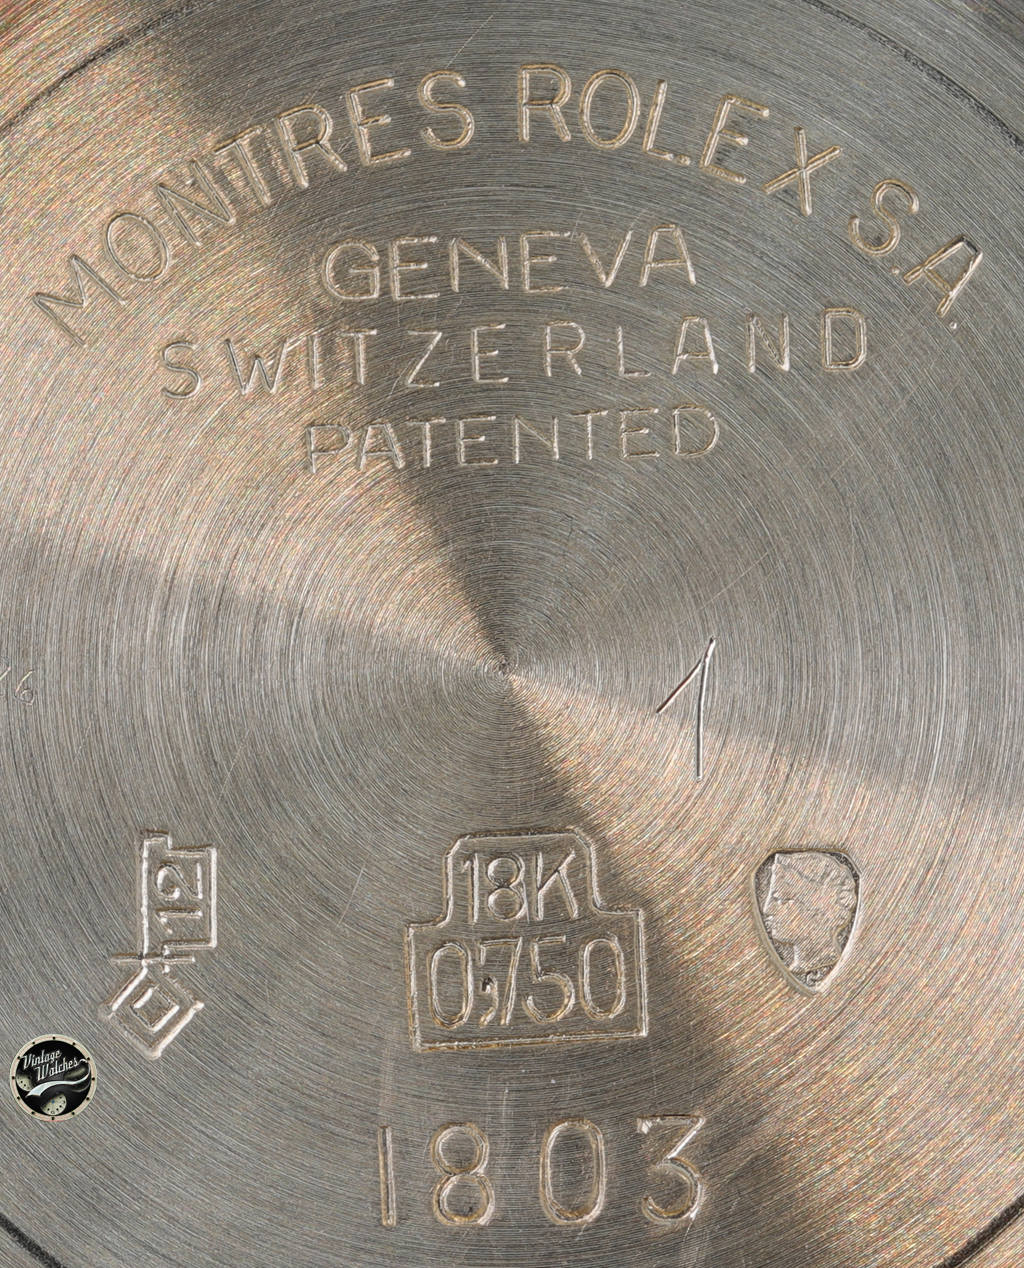 MONTRES ROLEX S.A.
GENEVA
SWITZERLAND
PATENTED
1
12
18K
0,750
1803
Vintage
Watches